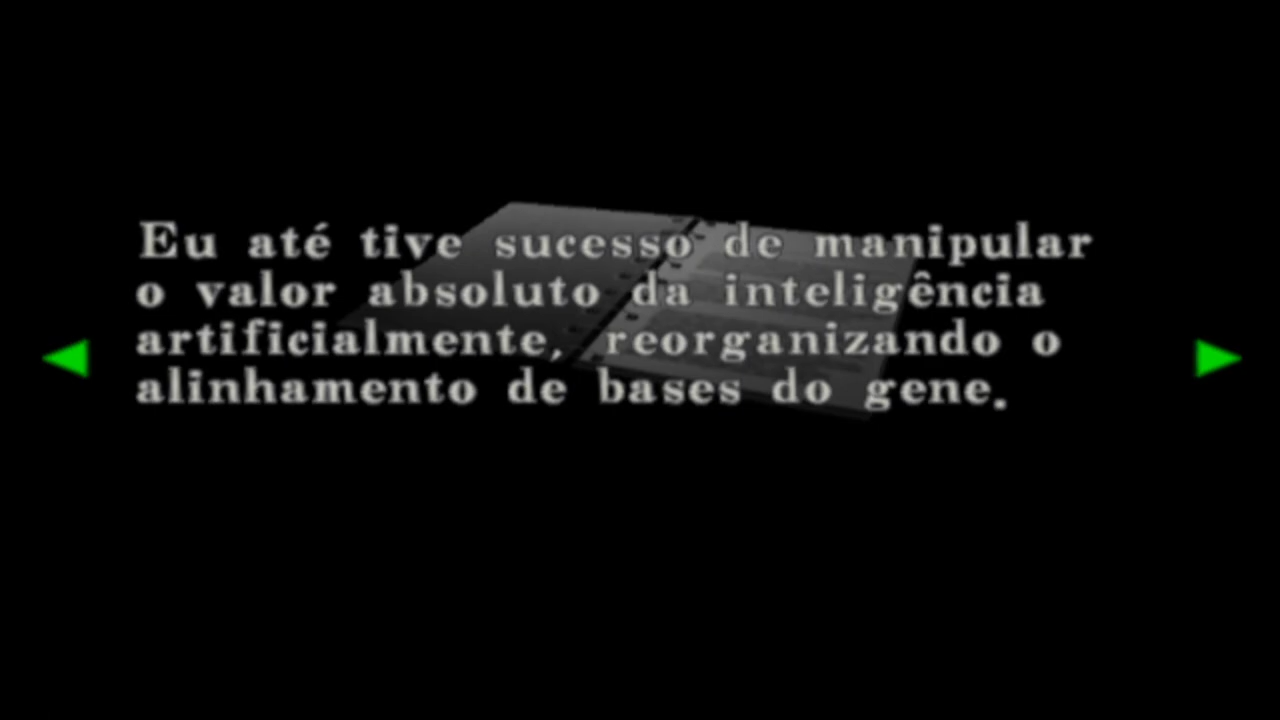 Eu até tive sucesso de manipular
o valor absoluto da inteligência
artificialmente, reorganizando o
alinhamento de bases do gene.